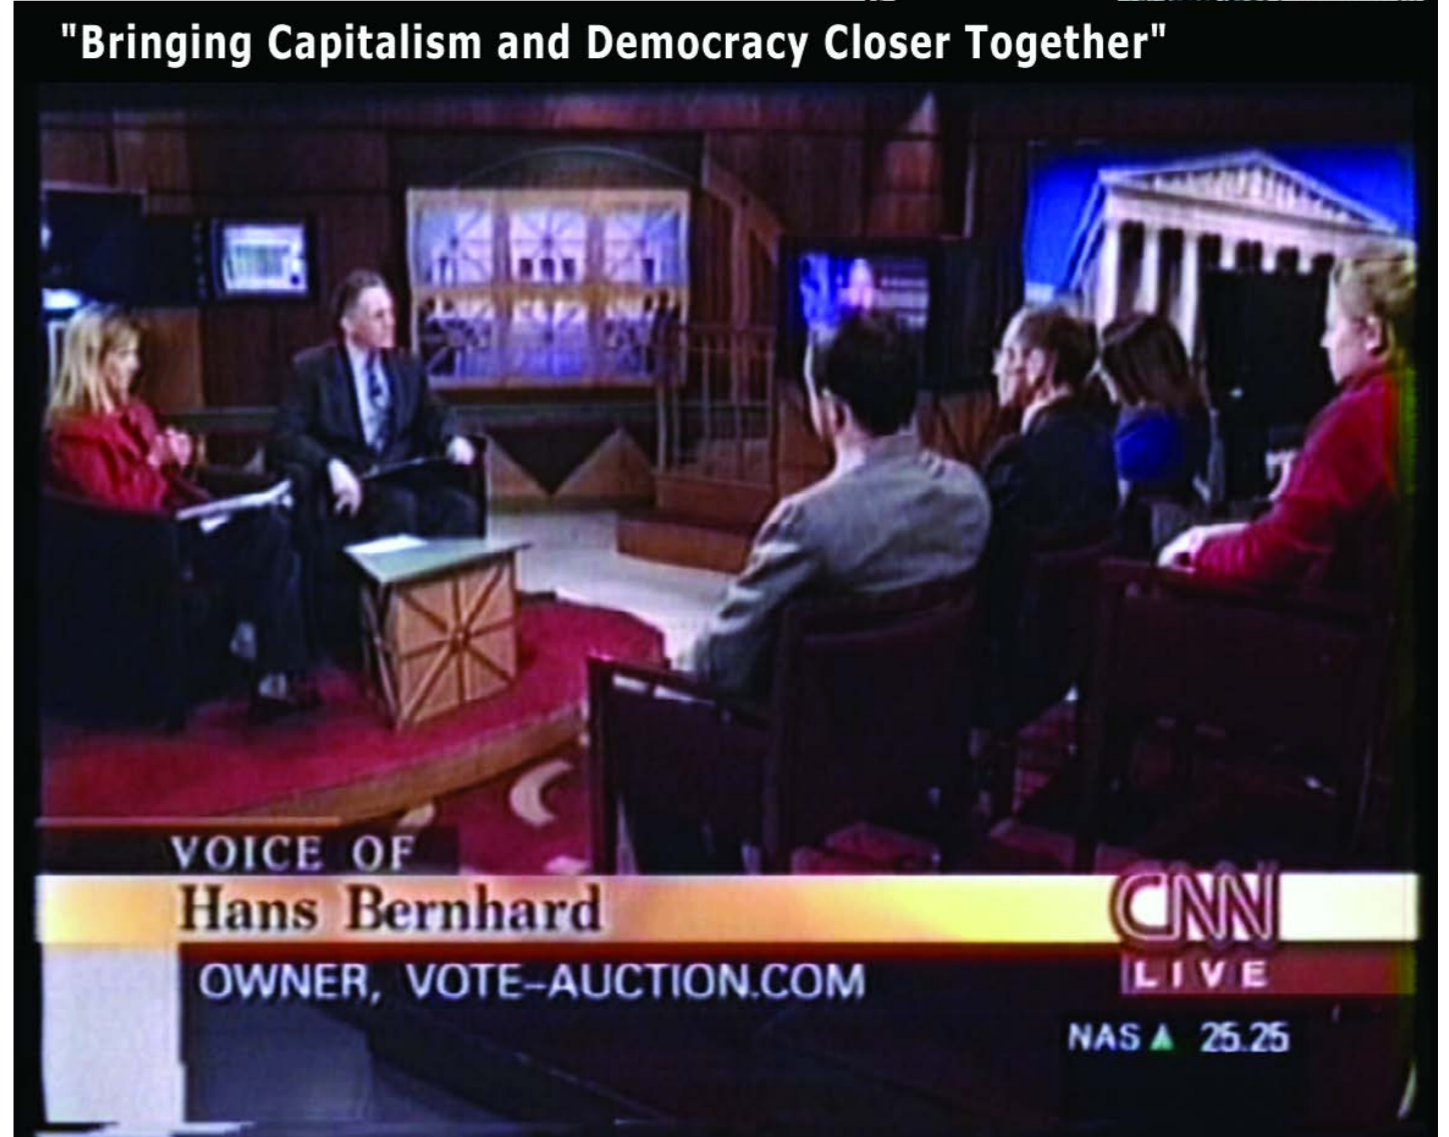 "Bringing Capitalism and Democracy Closer Together"
VOICE OF
Hans Bernhard
OWNER, VOTE-AUCTION.COM
CNN
LIVE
NAS ▲ 25.25